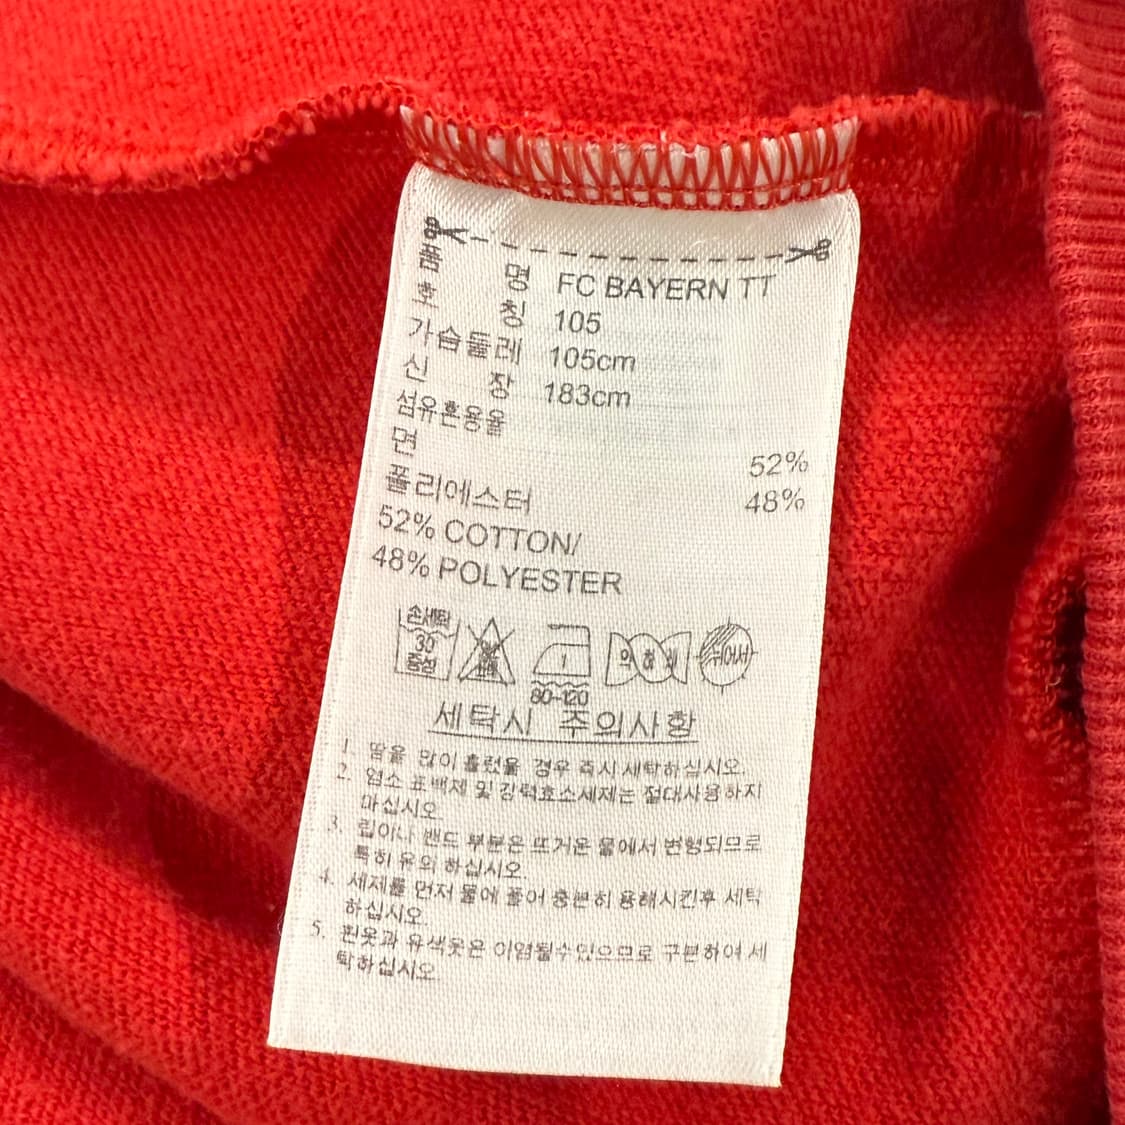 품 명 FC BAYERN TT
호 칭 105
가슴둘레 105cm
신 장 183cm
섬유혼용율
면 52%
폴리에스터 48%
52% COTTON/
48% POLYESTER
손세탁 30 중성
80-120
세탁시 주의사항
1. 땀을 많이 흘렸을 경우 즉시 세탁하십시오.
2. 염소 표백제 및 강력효소세제는 절대사용하지
마십시오.
3. 립이나 밴드 부분은 뜨거운 물에서 변형되므로
특히 유의 하십시오.
4. 세제를 먼저 물에 풀어 충분히 용해시킨후 세탁
하십시오.
5. 흰옷과 유색옷은 이염될수있으므로 구분하여 세
탁하십시오.